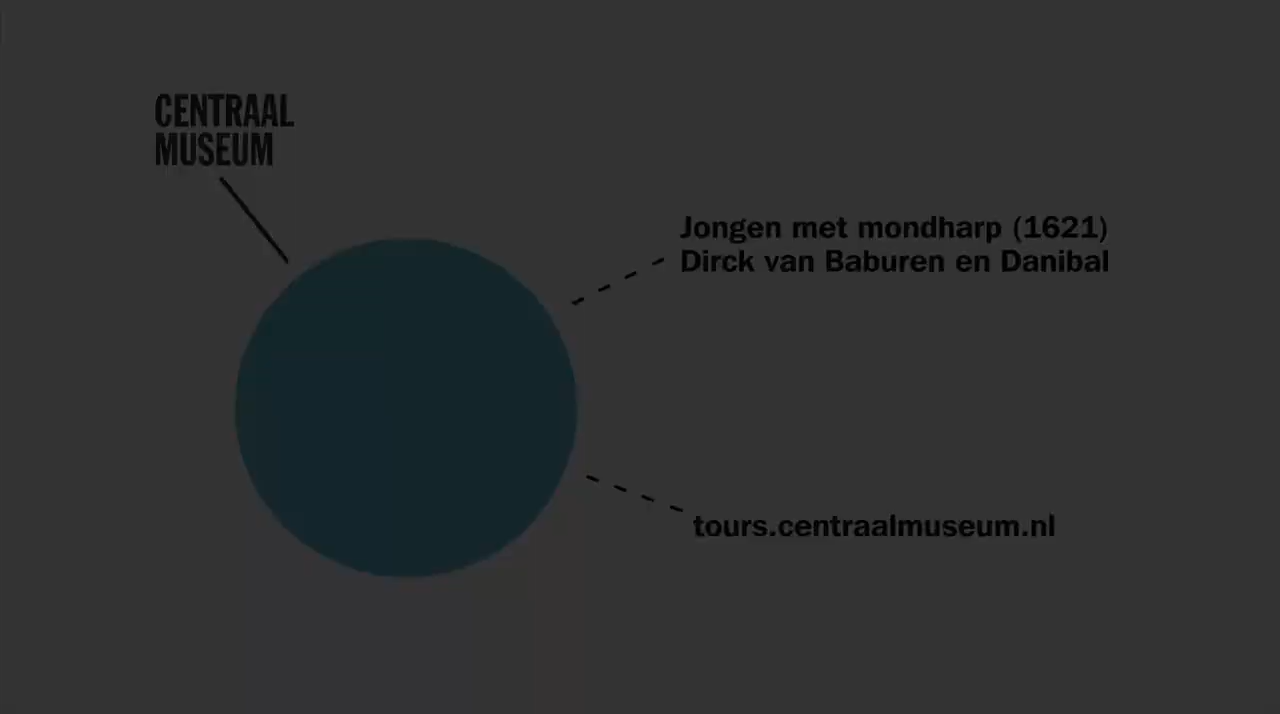 CENTRAAL
MUSEUM
Jongen met mondharp (1621)
Dirck van Baburen en Danibal
tours.centraalmuseum.nl